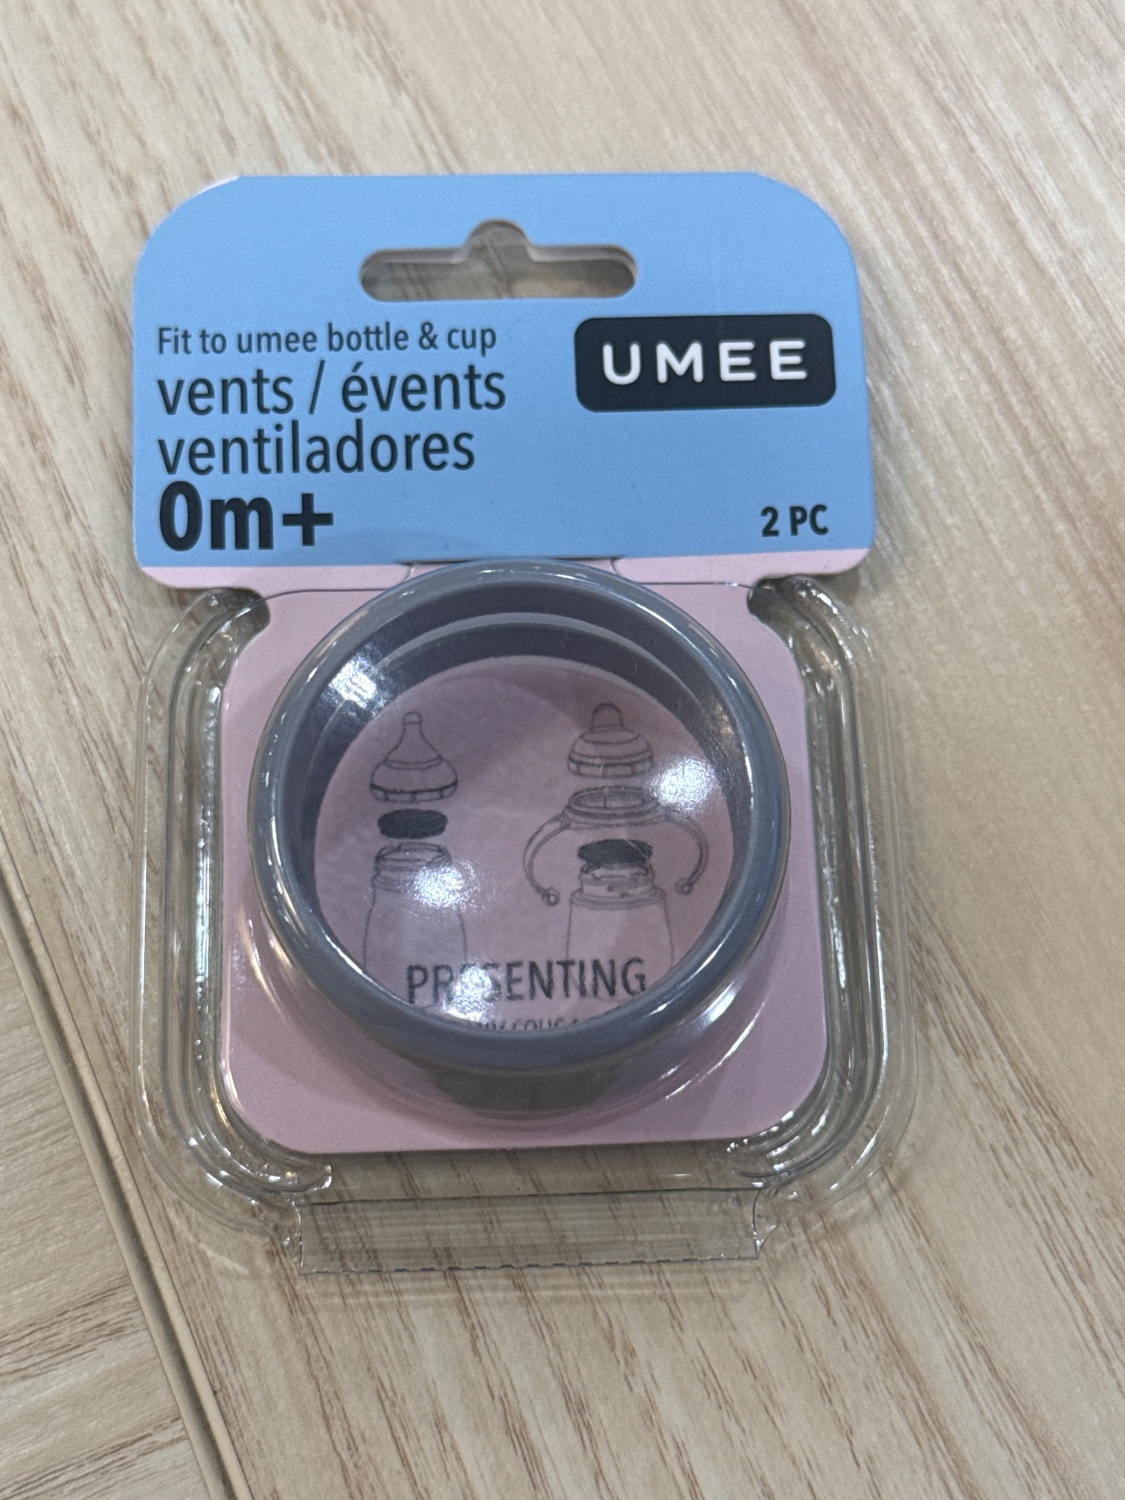 Fit to umee bottle & cup
vents / évents
ventiladores
0m+
UMEE
2 PC
PRESENTING